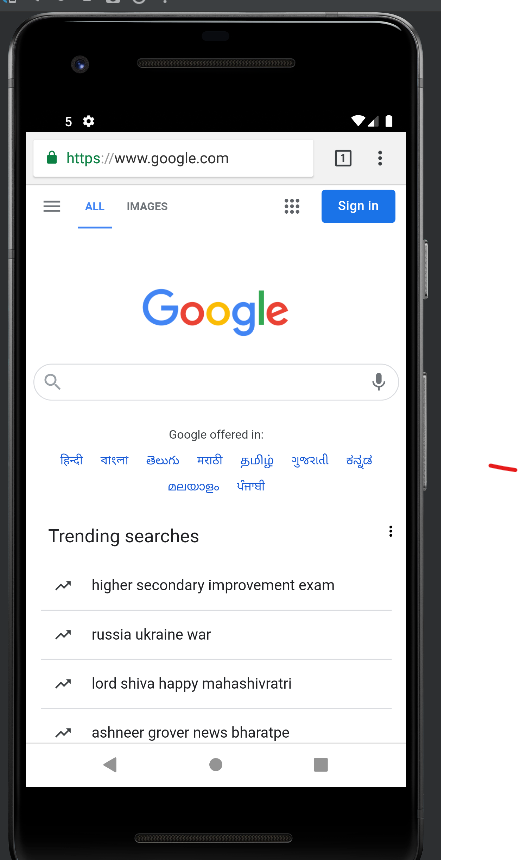 5
https://www.google.com 1
ALL IMAGES Sign in
Google
Google offered in:
हिन्दी বাংলা తెలుగు मराठी தமிழ் ગુજરાતી ಕನ್ನಡ
മലയാളം ਪੰਜਾਬੀ
Trending searches
higher secondary improvement exam
russia ukraine war
lord shiva happy mahashivratri
ashneer grover news bharatpe